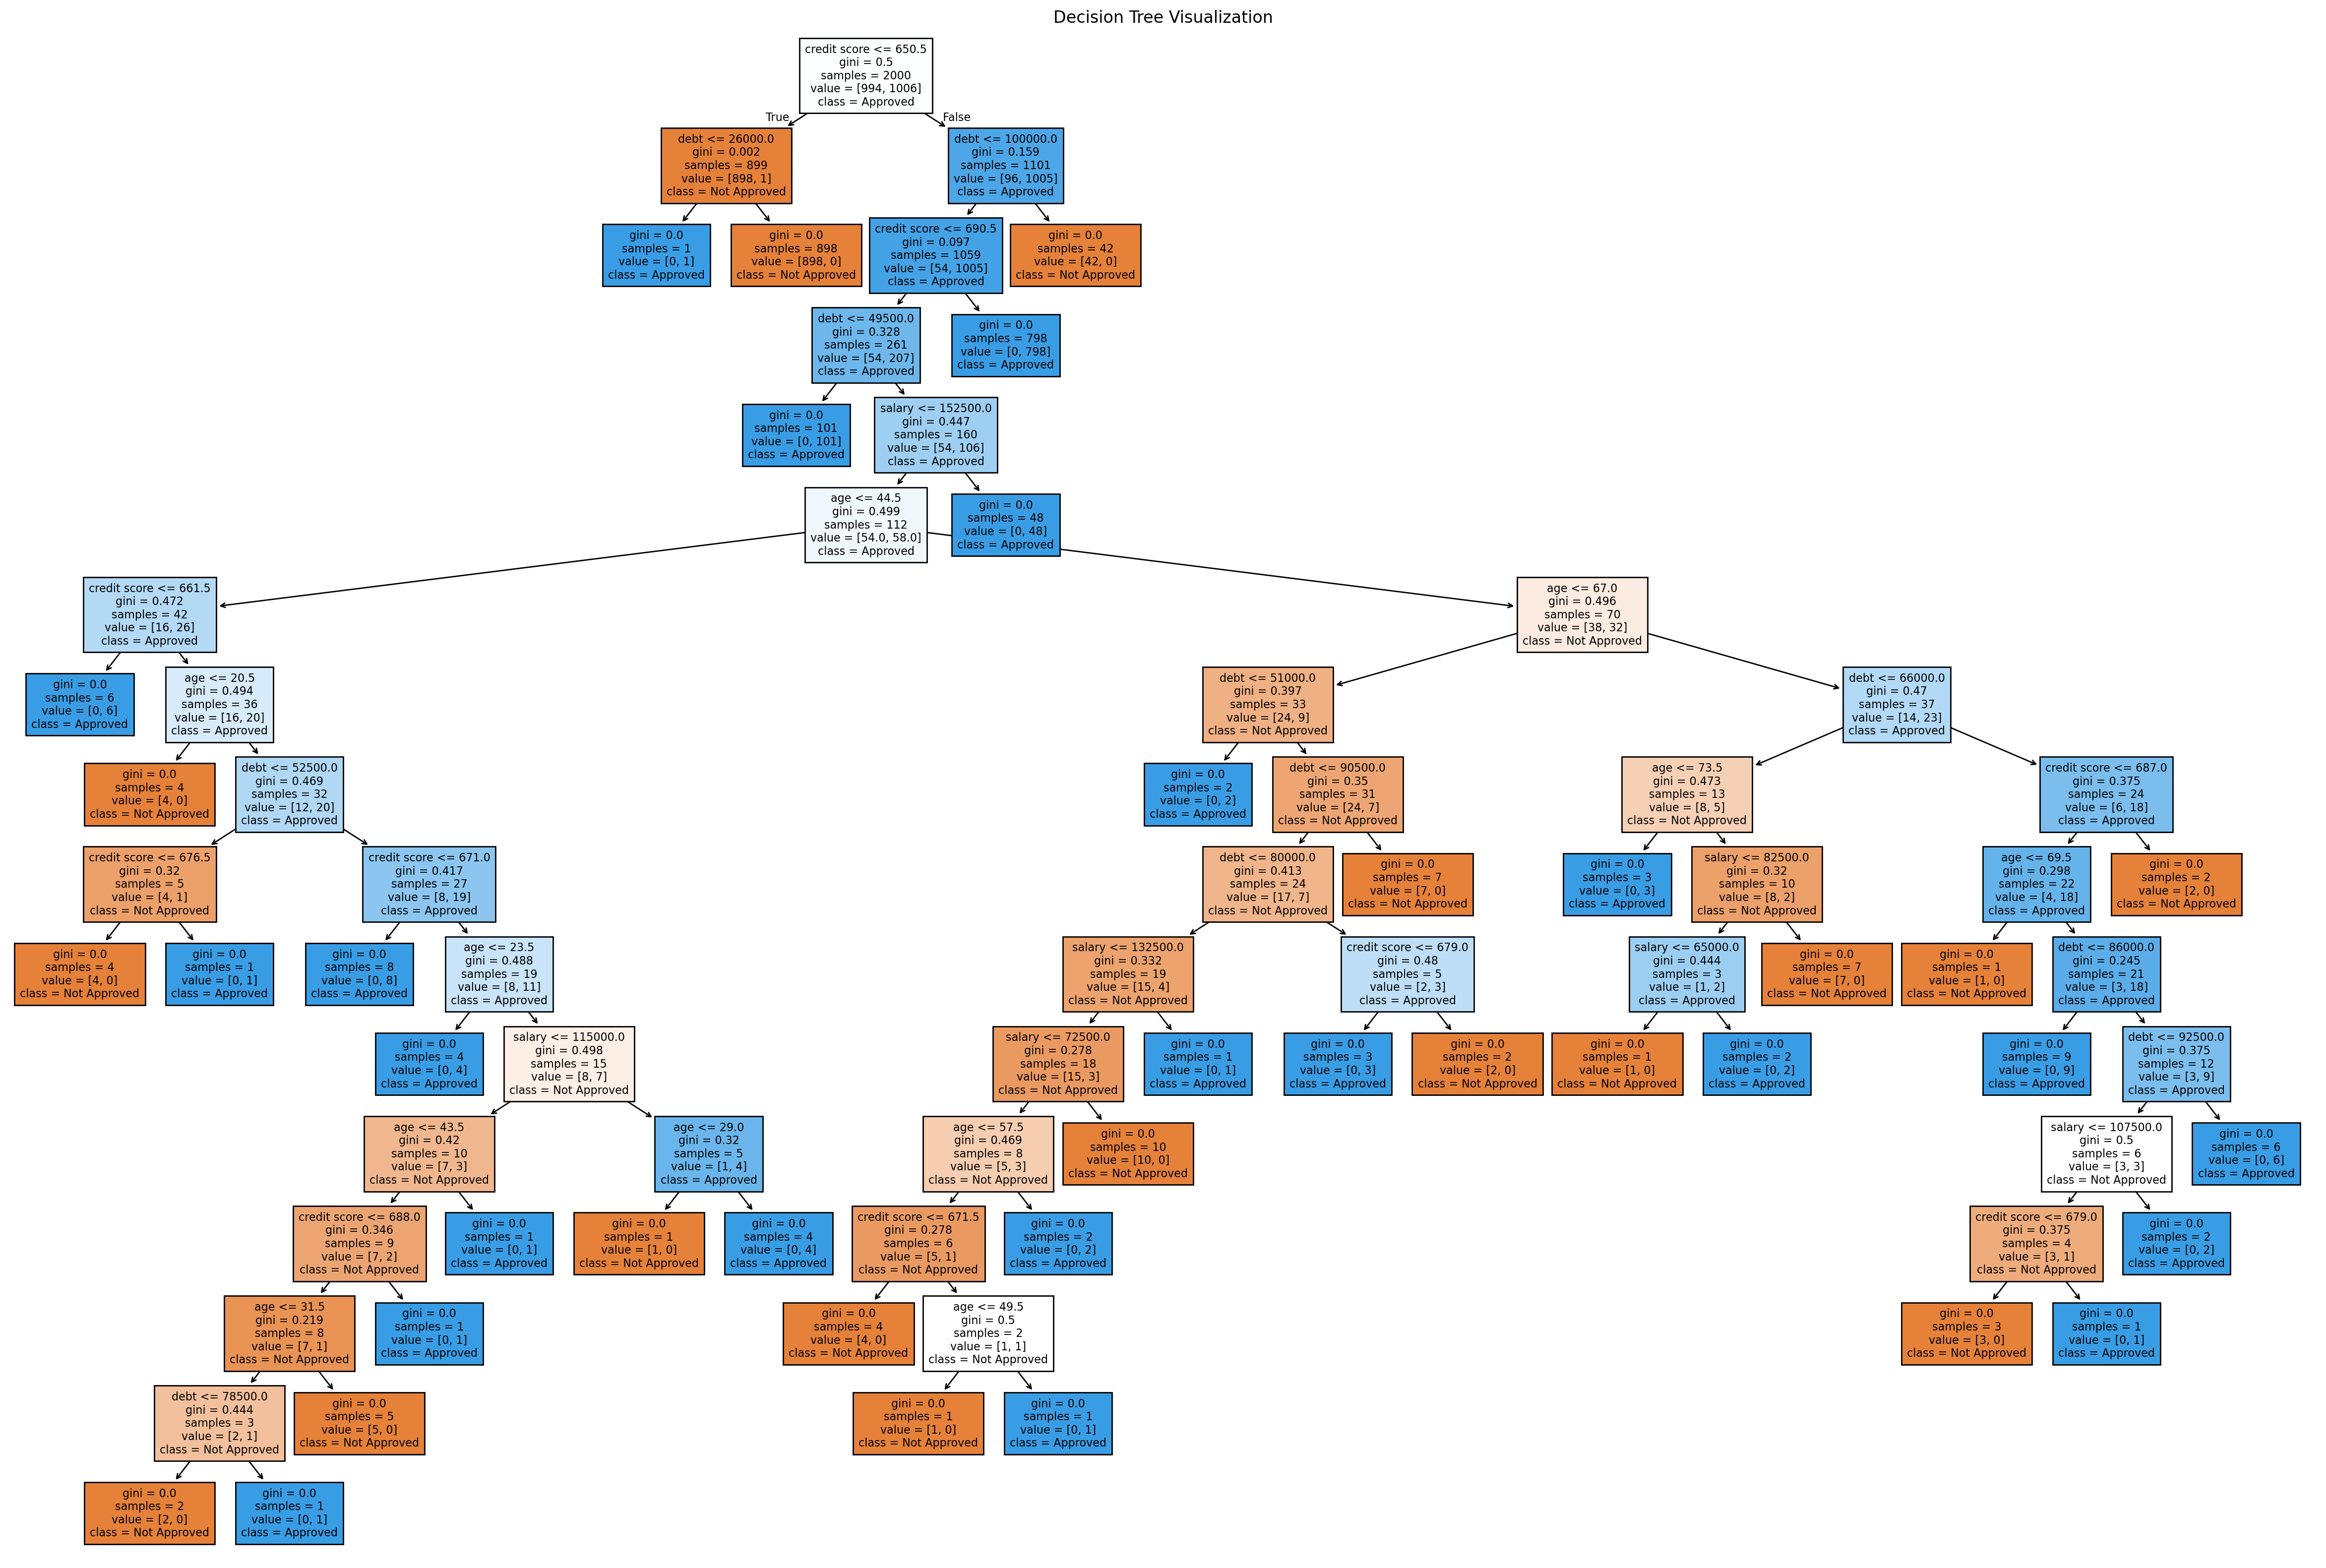 Decision Tree Visualization
credit score <= 650.5
gini = 0.5
samples = 2000
value = [994, 1006]
class = Approved
True
False
debt <= 26000.0
gini = 0.002
samples = 899
value = [898, 1]
class = Not Approved
debt <= 100000.0
gini = 0.159
samples = 1101
value = [96, 1005]
class = Approved
gini = 0.0
samples = 1
value = [0, 1]
class = Approved
gini = 0.0
samples = 898
value = [898, 0]
class = Not Approved
credit score <= 690.5
gini = 0.097
samples = 1059
value = [54, 1005]
class = Approved
gini = 0.0
samples = 42
value = [42, 0]
class = Not Approved
debt <= 49500.0
gini = 0.328
samples = 261
value = [54, 207]
class = Approved
gini = 0.0
samples = 798
value = [0, 798]
class = Approved
gini = 0.0
samples = 101
value = [0, 101]
class = Approved
salary <= 152500.0
gini = 0.447
samples = 160
value = [54, 106]
class = Approved
age <= 44.5
gini = 0.499
samples = 112
value = [54.0, 58.0]
class = Approved
gini = 0.0
samples = 48
value = [0, 48]
class = Approved
credit score <= 661.5
gini = 0.472
samples = 42
value = [16, 26]
class = Approved
age <= 67.0
gini = 0.496
samples = 70
value = [38, 32]
class = Not Approved
gini = 0.0
samples = 6
value = [0, 6]
class = Approved
age <= 20.5
gini = 0.494
samples = 36
value = [16, 20]
class = Approved
debt <= 51000.0
gini = 0.397
samples = 33
value = [24, 9]
class = Not Approved
debt <= 66000.0
gini = 0.47
samples = 37
value = [14, 23]
class = Approved
gini = 0.0
samples = 4
value = [4, 0]
class = Not Approved
debt <= 52500.0
gini = 0.469
samples = 32
value = [12, 20]
class = Approved
gini = 0.0
samples = 2
value = [0, 2]
class = Approved
debt <= 90500.0
gini = 0.35
samples = 31
value = [24, 7]
class = Not Approved
age <= 73.5
gini = 0.473
samples = 13
value = [8, 5]
class = Not Approved
credit score <= 687.0
gini = 0.375
samples = 24
value = [6, 18]
class = Approved
credit score <= 676.5
gini = 0.32
samples = 5
value = [4, 1]
class = Not Approved
credit score <= 671.0
gini = 0.417
samples = 27
value = [8, 19]
class = Approved
debt <= 80000.0
gini = 0.413
samples = 24
value = [17, 7]
class = Not Approved
gini = 0.0
samples = 7
value = [7, 0]
class = Not Approved
gini = 0.0
samples = 3
value = [0, 3]
class = Approved
salary <= 82500.0
gini = 0.32
samples = 10
value = [8, 2]
class = Not Approved
age <= 69.5
gini = 0.298
samples = 22
value = [4, 18]
class = Approved
gini = 0.0
samples = 2
value = [2, 0]
class = Not Approved
gini = 0.0
samples = 4
value = [4, 0]
class = Not Approved
gini = 0.0
samples = 1
value = [0, 1]
class = Approved
gini = 0.0
samples = 8
value = [0, 8]
class = Approved
age <= 23.5
gini = 0.488
samples = 19
value = [8, 11]
class = Approved
salary <= 132500.0
gini = 0.332
samples = 19
value = [15, 4]
class = Not Approved
credit score <= 679.0
gini = 0.48
samples = 5
value = [2, 3]
class = Approved
salary <= 65000.0
gini = 0.444
samples = 3
value = [1, 2]
class = Approved
gini = 0.0
samples = 7
value = [7, 0]
class = Not Approved
gini = 0.0
samples = 1
value = [1, 0]
class = Not Approved
debt <= 86000.0
gini = 0.245
samples = 21
value = [3, 18]
class = Approved
gini = 0.0
samples = 4
value = [0, 4]
class = Approved
salary <= 115000.0
gini = 0.498
samples = 15
value = [8, 7]
class = Not Approved
salary <= 72500.0
gini = 0.278
samples = 18
value = [15, 3]
class = Not Approved
gini = 0.0
samples = 1
value = [0, 1]
class = Approved
gini = 0.0
samples = 3
value = [0, 3]
class = Approved
gini = 0.0
samples = 2
value = [2, 0]
class = Not Approved
gini = 0.0
samples = 1
value = [1, 0]
class = Not Approved
gini = 0.0
samples = 2
value = [0, 2]
class = Approved
gini = 0.0
samples = 9
value = [0, 9]
class = Approved
debt <= 92500.0
gini = 0.375
samples = 12
value = [3, 9]
class = Approved
age <= 43.5
gini = 0.42
samples = 10
value = [7, 3]
class = Not Approved
age <= 29.0
gini = 0.32
samples = 5
value = [1, 4]
class = Approved
age <= 57.5
gini = 0.469
samples = 8
value = [5, 3]
class = Not Approved
gini = 0.0
samples = 10
value = [10, 0]
class = Not Approved
salary <= 107500.0
gini = 0.5
samples = 6
value = [3, 3]
class = Not Approved
gini = 0.0
samples = 6
value = [0, 6]
class = Approved
credit score <= 688.0
gini = 0.346
samples = 9
value = [7, 2]
class = Not Approved
gini = 0.0
samples = 1
value = [0, 1]
class = Approved
gini = 0.0
samples = 1
value = [1, 0]
class = Not Approved
gini = 0.0
samples = 4
value = [0, 4]
class = Approved
credit score <= 671.5
gini = 0.278
samples = 6
value = [5, 1]
class = Not Approved
gini = 0.0
samples = 2
value = [0, 2]
class = Approved
credit score <= 679.0
gini = 0.375
samples = 4
value = [3, 1]
class = Not Approved
gini = 0.0
samples = 2
value = [0, 2]
class = Approved
age <= 31.5
gini = 0.219
samples = 8
value = [7, 1]
class = Not Approved
gini = 0.0
samples = 1
value = [0, 1]
class = Approved
gini = 0.0
samples = 4
value = [4, 0]
class = Not Approved
age <= 49.5
gini = 0.5
samples = 2
value = [1, 1]
class = Not Approved
gini = 0.0
samples = 3
value = [3, 0]
class = Not Approved
gini = 0.0
samples = 1
value = [0, 1]
class = Approved
debt <= 78500.0
gini = 0.444
samples = 3
value = [2, 1]
class = Not Approved
gini = 0.0
samples = 5
value = [5, 0]
class = Not Approved
gini = 0.0
samples = 1
value = [1, 0]
class = Not Approved
gini = 0.0
samples = 1
value = [0, 1]
class = Approved
gini = 0.0
samples = 2
value = [2, 0]
class = Not Approved
gini = 0.0
samples = 1
value = [0, 1]
class = Approved